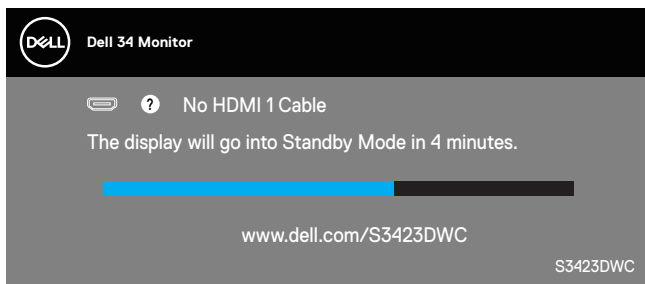 DELL
Dell 34 Monitor
? No HDMI 1 Cable
The display will go into Standby Mode in 4 minutes.
www.dell.com/S3423DWC
S3423DWC